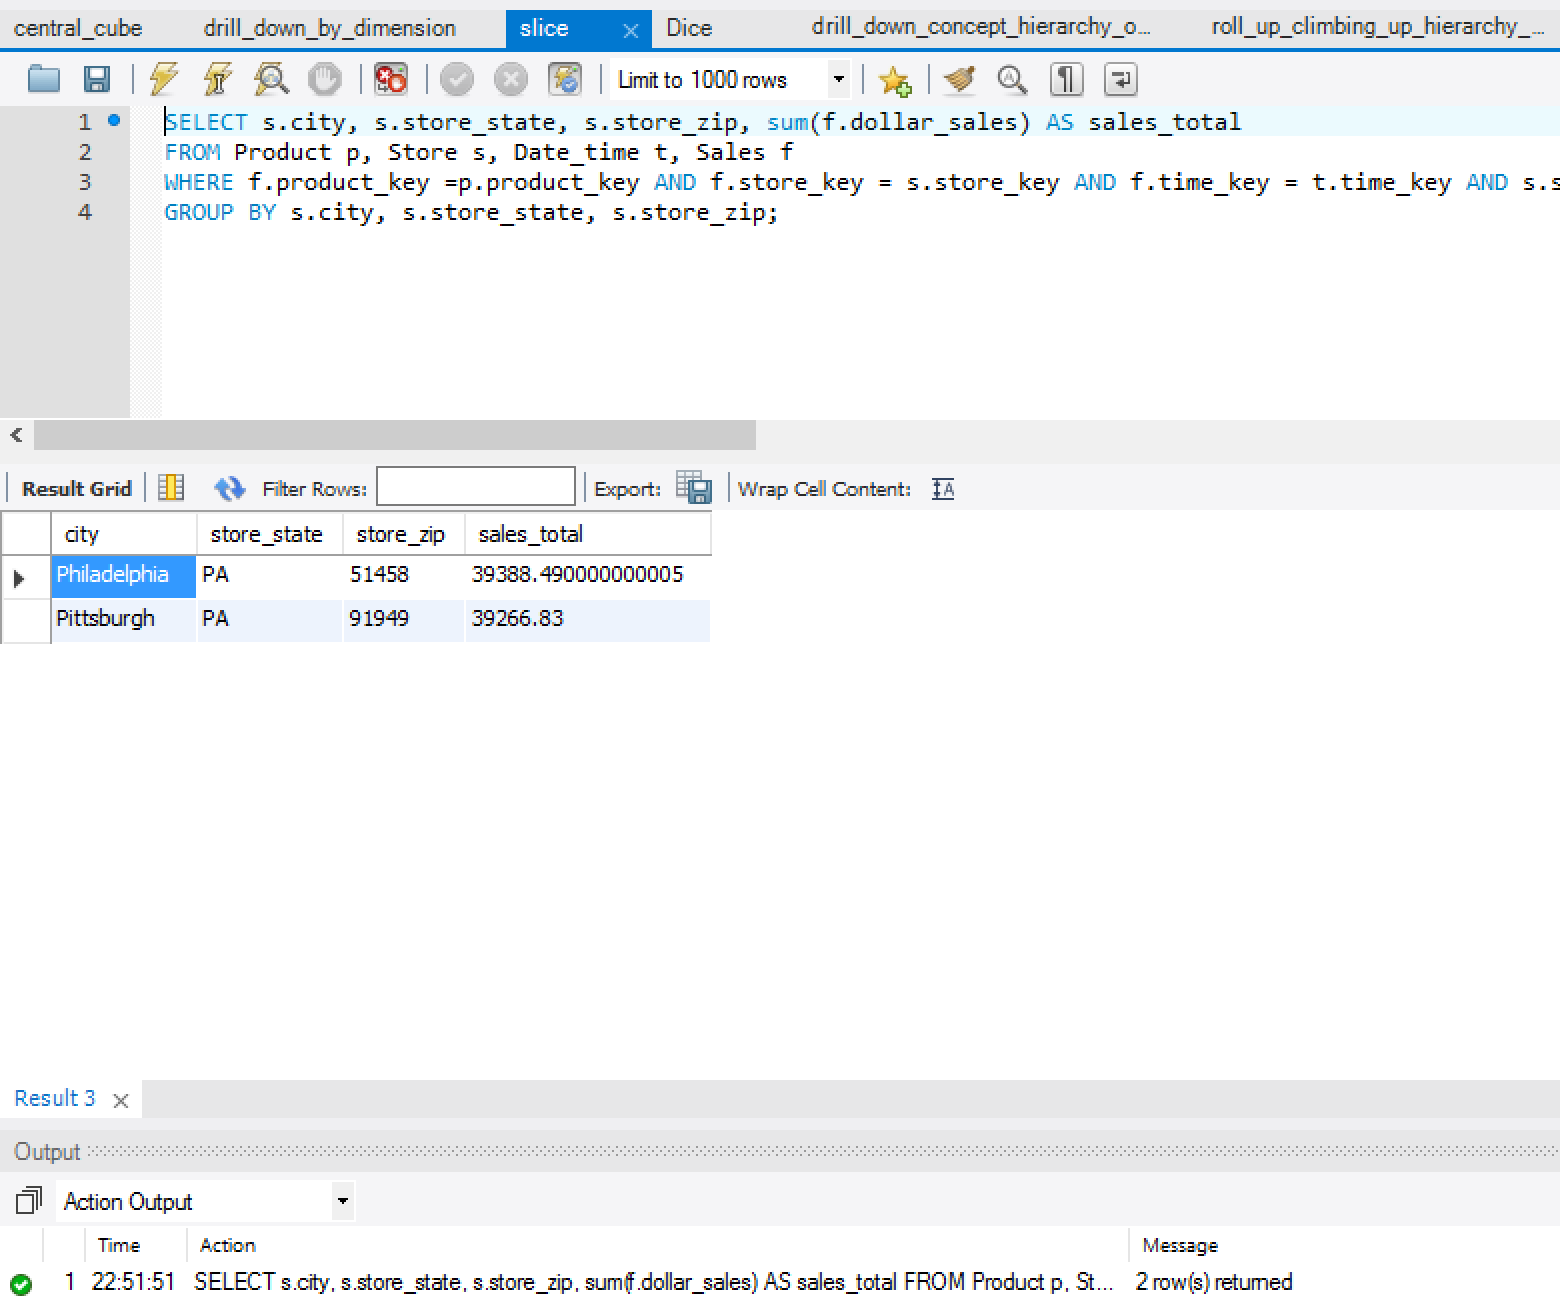 central_cube drill_down_by_dimension slice Dice drill_down_concept_hierarchy_o... roll_up_climbing_up_hierarchy_...
Limit to 1000 rows
1 SELECT s.city, s.store_state, s.store_zip, sum(f.dollar_sales) AS sales_total
2 FROM Product p, Store s, Date_time t, Sales f
3 WHERE f.product_key =p.product_key AND f.store_key = s.store_key AND f.time_key = t.time_key AND s.s
4 GROUP BY s.city, s.store_state, s.store_zip;
Result Grid Filter Rows: Export: Wrap Cell Content:
city store_state store_zip sales_total
Philadelphia PA 51458 39388.490000000005
Pittsburgh PA 91949 39266.83
Result 3
Output
Action Output
Time Action Message
1 22:51:51 SELECT s.city, s.store_state, s.store_zip, sum(f.dollar_sales) AS sales_total FROM Product p, St... 2 row(s) returned